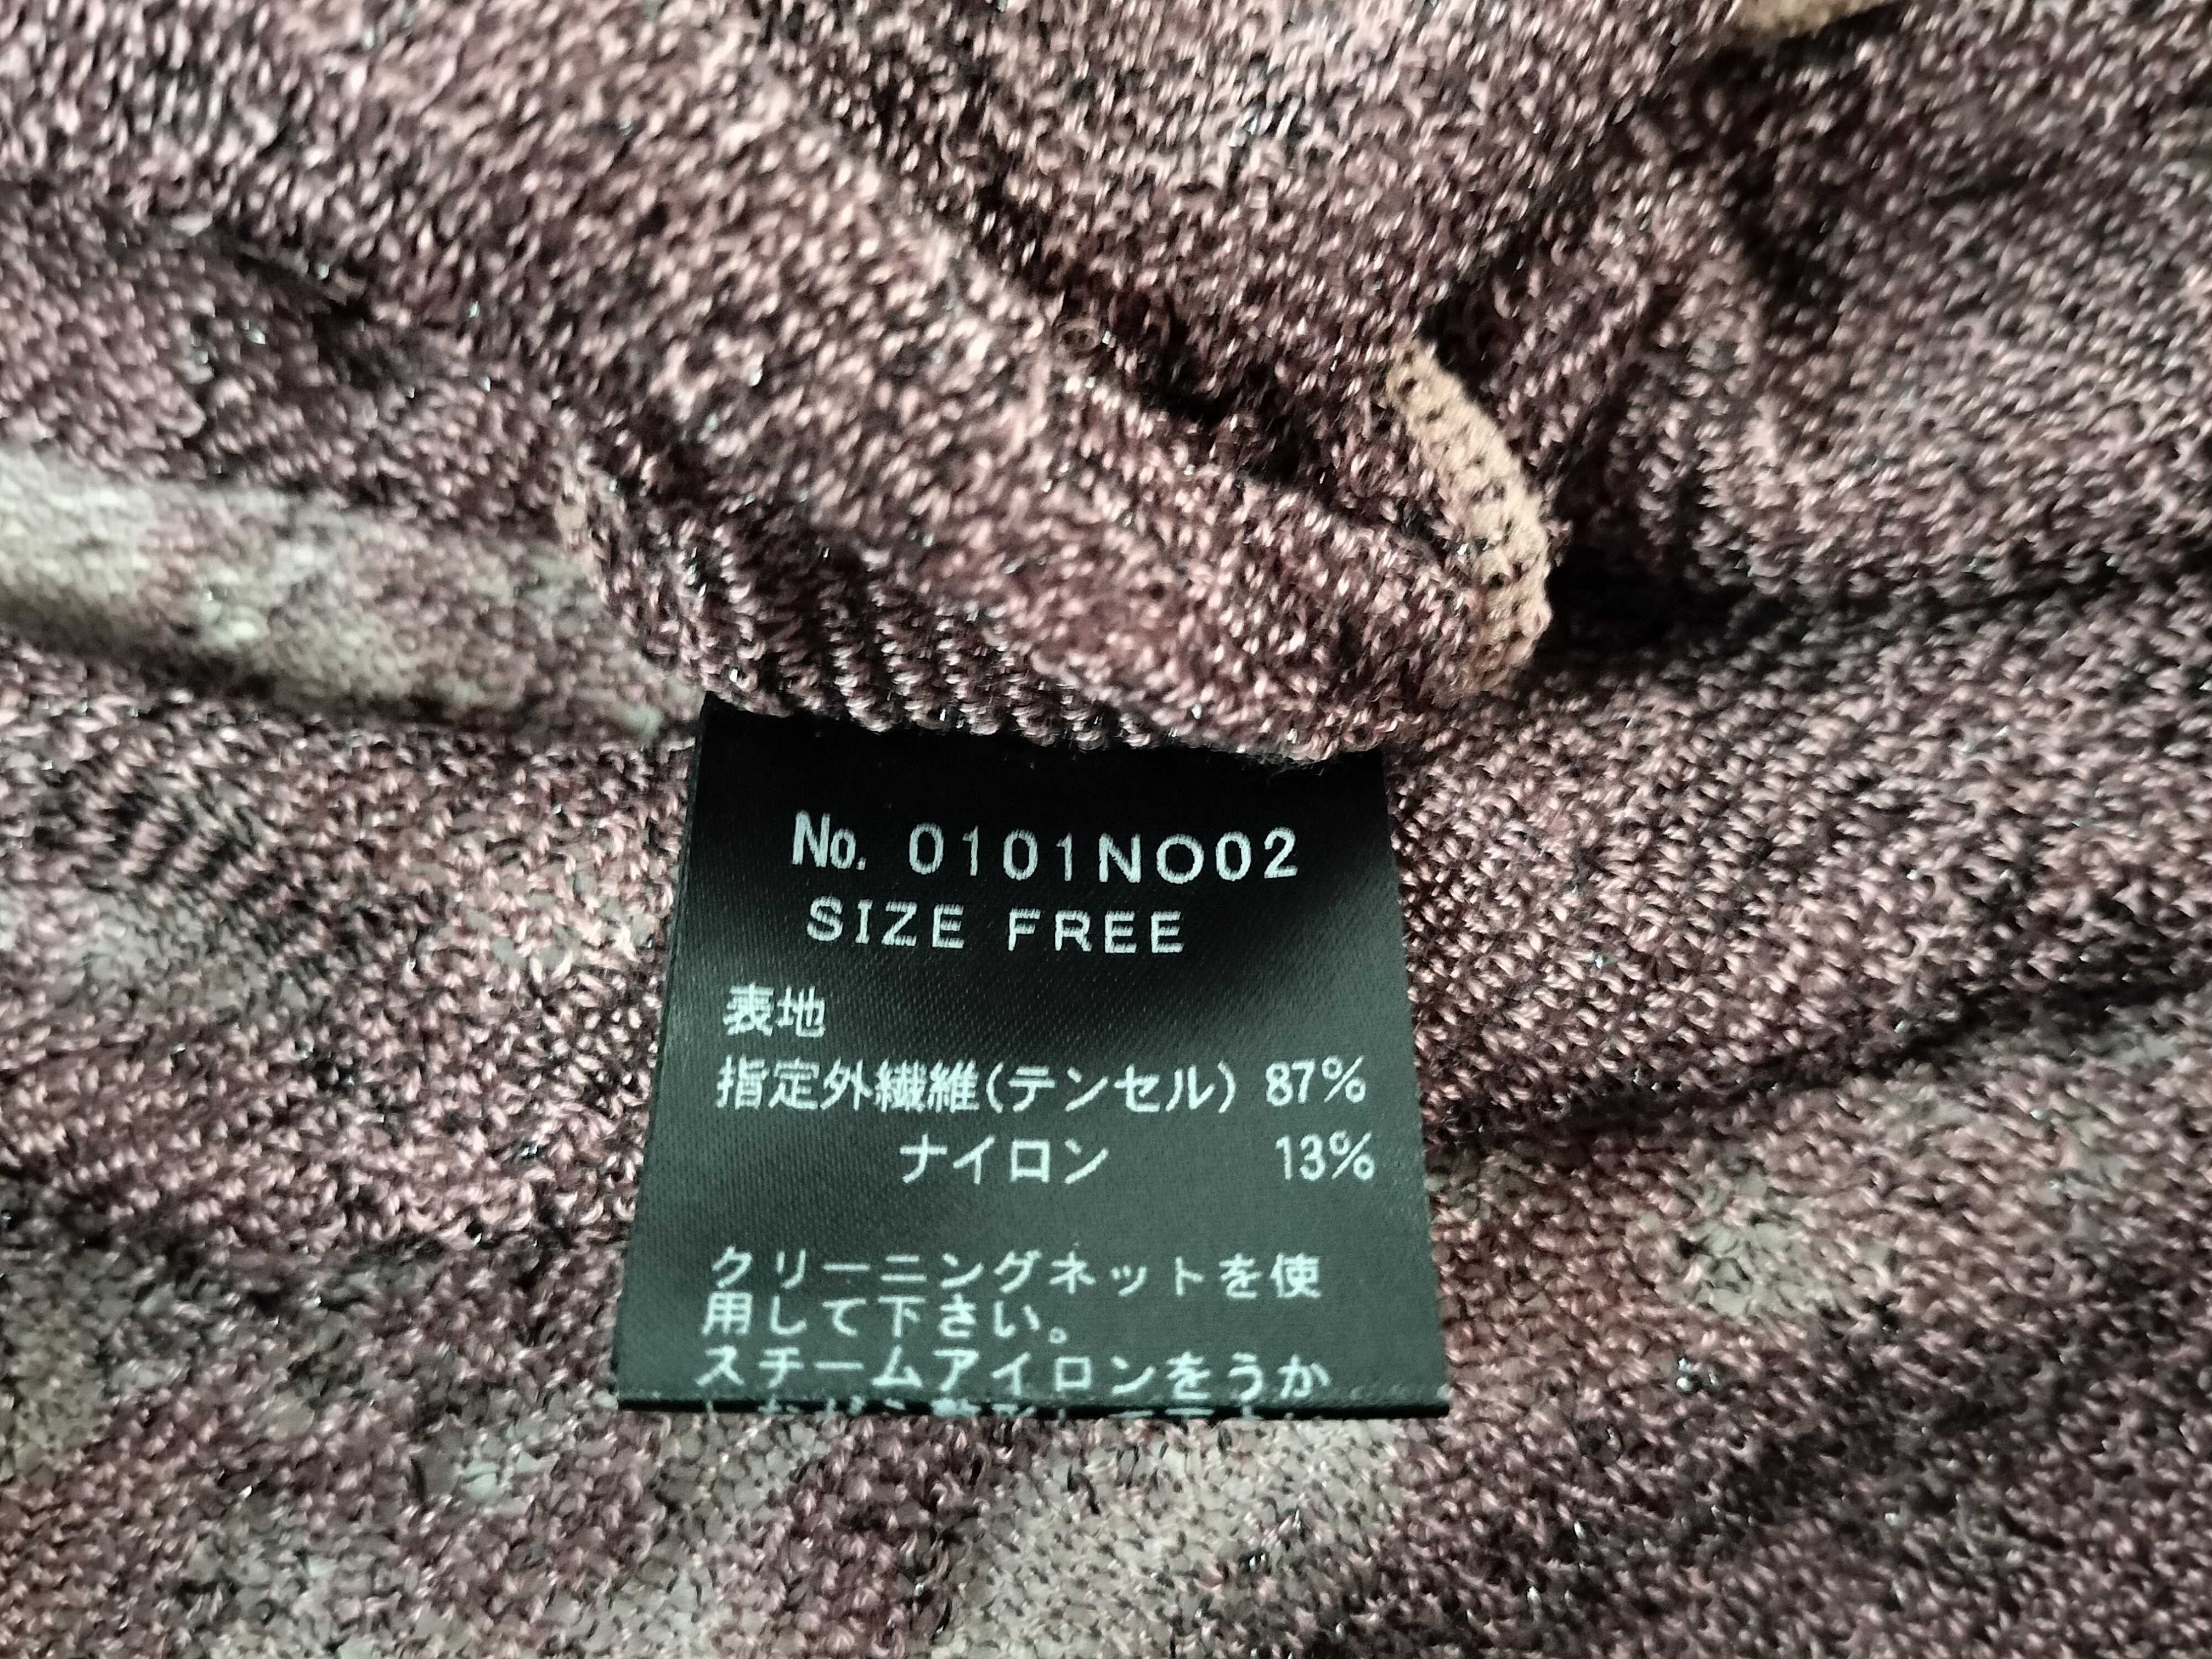 No. 0101NO02
SIZE FREE
表地
指定外繊維(テンセル) 87%
ナイロン 13%
クリーニングネットを使
用して下さい。
スチームアイロンをうか